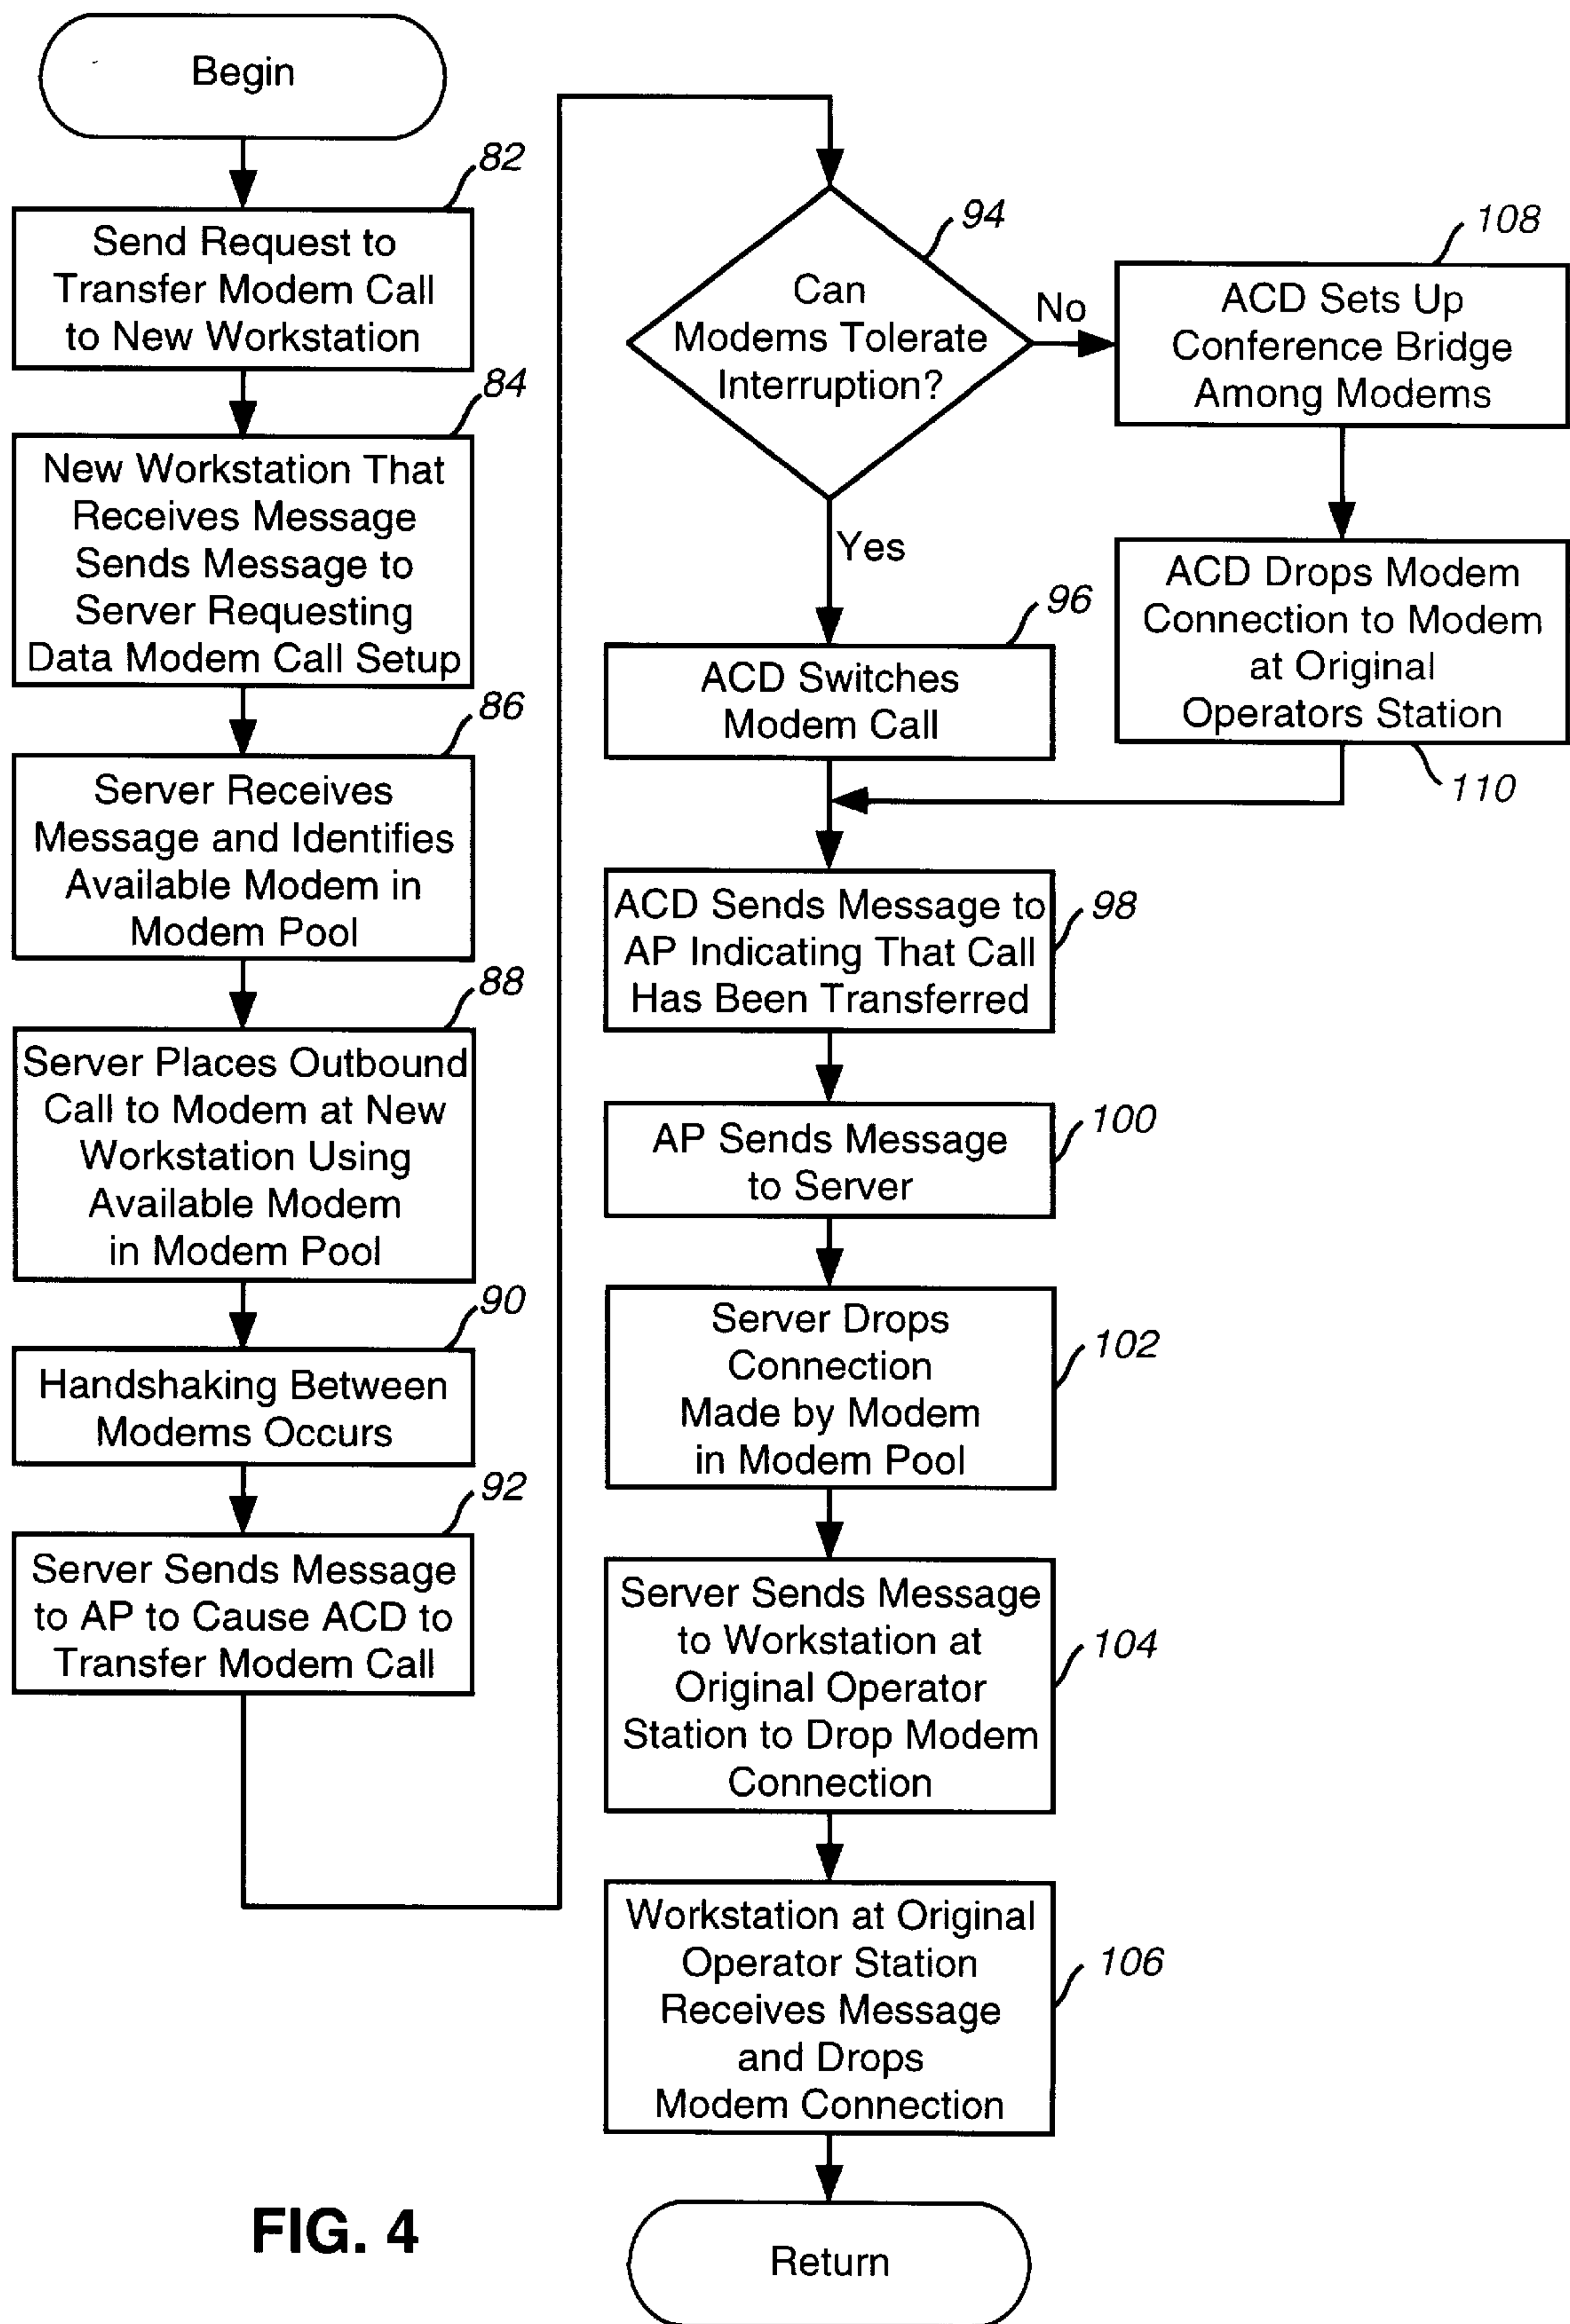 Begin
82
Send Request to
Transfer Modem Call
to New Workstation
84
New Workstation That
Receives Message
Sends Message to
Server Requesting
Data Modem Call Setup
86
Server Receives
Message and Identifies
Available Modem in
Modem Pool
88
Server Places Outbound
Call to Modem at New
Workstation Using
Available Modem
in Modem Pool
90
Handshaking Between
Modems Occurs
92
Server Sends Message
to AP to Cause ACD to
Transfer Modem Call
94
Can
Modems Tolerate
Interruption?
No
108
ACD Sets Up
Conference Bridge
Among Modems
ACD Drops Modem
Connection to Modem
at Original
Operators Station
110
Yes
96
ACD Switches
Modem Call
ACD Sends Message to
AP Indicating That Call
Has Been Transferred
98
AP Sends Message
to Server
100
Server Drops
Connection
Made by Modem
in Modem Pool
102
Server Sends Message
to Workstation at
Original Operator
Station to Drop Modem
Connection
104
Workstation at Original
Operator Station
Receives Message
and Drops
Modem Connection
106
Return
FIG. 4